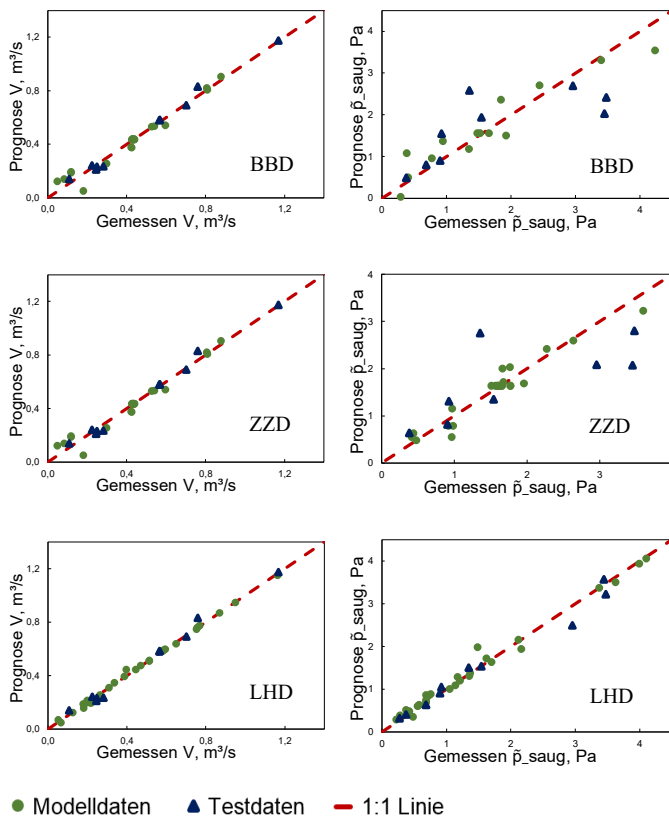 Prognose V, m³/s
1,2
0,8
0,4
0,0
0,0 0,4 0,8 1,2
Gemessen V, m³/s
BBD
Prognose p̃_saug, Pa
4
3
2
1
0
0 1 2 3 4
Gemessen p̃_saug, Pa
BBD
Prognose V, m³/s
1,2
0,8
0,4
0,0
0,0 0,4 0,8 1,2
Gemessen V, m³/s
ZZD
Prognose p̃_saug, Pa
4
3
2
1
0
0 1 2 3
Gemessen p̃_saug, Pa
ZZD
Prognose V, m³/s
1,2
0,8
0,4
0,0
0,0 0,4 0,8 1,2
Gemessen V, m³/s
LHD
Prognose p̃_saug, Pa
4
3
2
1
0
0 1 2 3 4
Gemessen p̃_saug, Pa
LHD
Modelldaten Testdaten 1:1 Linie